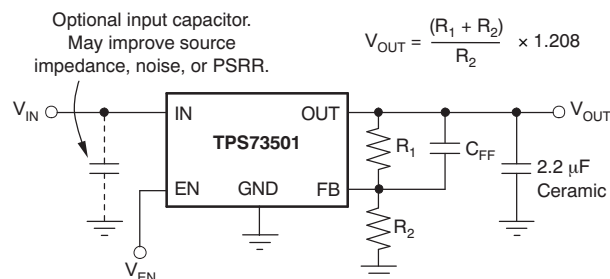 Optional input capacitor.
May improve source
impedance, noise, or PSRR.
V_OUT = (R_1 + R_2) / R_2 × 1.208
V_IN
IN
OUT
V_OUT
TPS73501
R_1
C_FF
2.2 μF
Ceramic
EN
GND
FB
R_2
V_EN